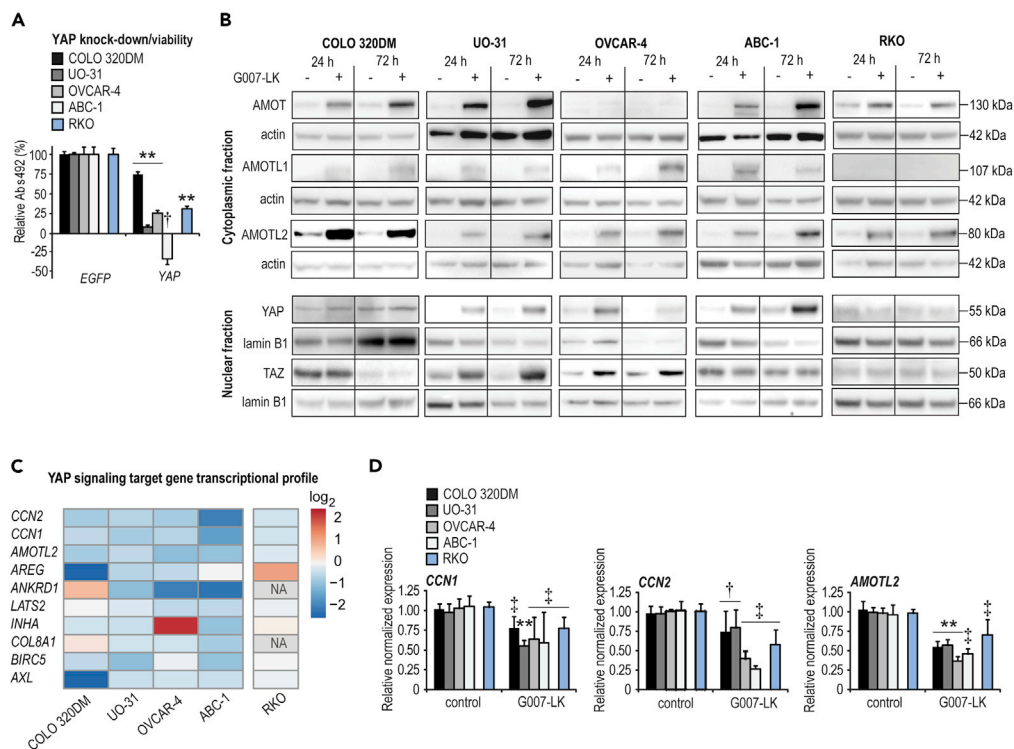 A
YAP knock-down/viability
COLO 320DM
UO-31
OVCAR-4
ABC-1
RKO
Relative Abs492 (%)
100
75
50
25
0
-25
-50
**
†
**
EGFP YAP
B
COLO 320DM UO-31 OVCAR-4 ABC-1 RKO
24 h 72 h 24 h 72 h 24 h 72 h 24 h 72 h 24 h 72 h
G007-LK - + - + - + - + - + - + - + - + - + - +
Cytoplasmic fraction
AMOT 130 kDa
actin 42 kDa
AMOTL1 107 kDa
actin 42 kDa
AMOTL2 80 kDa
actin 42 kDa
Nuclear fraction
YAP 55 kDa
lamin B1 66 kDa
TAZ 50 kDa
lamin B1 66 kDa
C
YAP signaling target gene transcriptional profile
CCN2
CCN1
AMOTL2
AREG
ANKRD1 NA
LATS2
INHA
COL8A1 NA
BIRC5
AXL
COLO 320DM UO-31 OVCAR-4 ABC-1 RKO
log2
2
1
0
−1
−2
D
COLO 320DM
UO-31
OVCAR-4
ABC-1
RKO
Relative normalized expression
CCN1
1.25
1.00
0.75
0.50
0.25
0
‡ ** ‡
control G007-LK
Relative normalized expression
CCN2
1.25
1.00
0.75
0.50
0.25
0
† ‡
control G007-LK
Relative normalized expression
AMOTL2
1.25
1.00
0.75
0.50
0.25
0
** ‡ ‡
control G007-LK